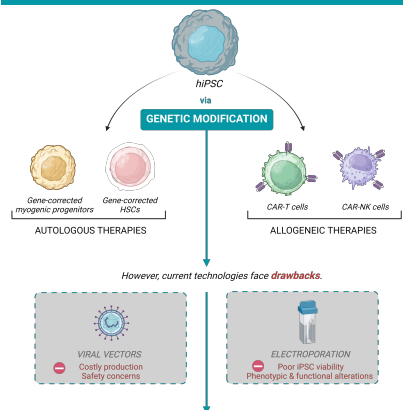 hiPSC
via
GENETIC MODIFICATION
Gene-corrected
myogenic progenitors
Gene-corrected
HSCs
AUTOLOGOUS THERAPIES
CAR-T cells
CAR-NK cells
ALLOGENEIC THERAPIES
However, current technologies face drawbacks.
VIRAL VECTORS
Costly production
Safety concerns
ELECTROPORATION
Poor iPSC viability
Phenotypic & functional alterations